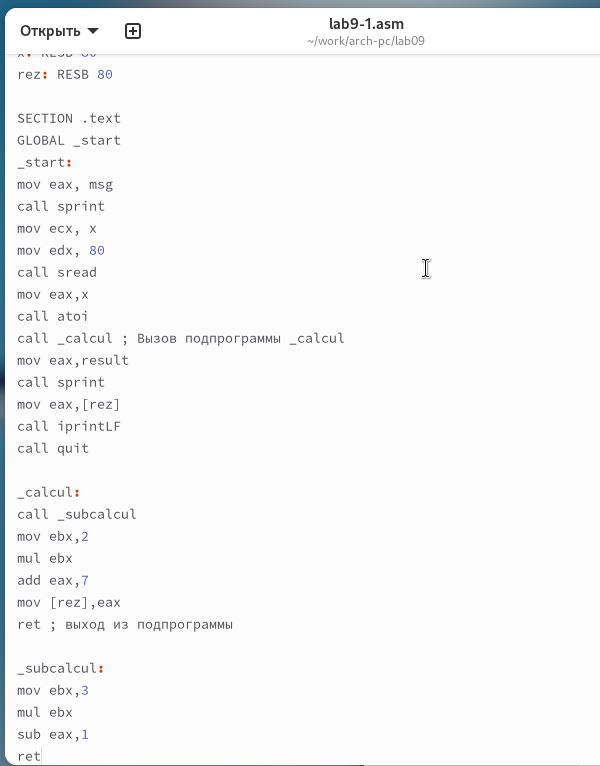 Открыть
lab9-1.asm
~/work/arch-pc/lab09
x: RESB 80
rez: RESB 80
SECTION .text
GLOBAL _start
_start:
mov eax, msg
call sprint
mov ecx, x
mov edx, 80
call sread
mov eax,x
call atoi
call _calcul ; Вызов подпрограммы _calcul
mov eax,result
call sprint
mov eax,[rez]
call iprintLF
call quit
_calcul:
call _subcalcul
mov ebx,2
mul ebx
add eax,7
mov [rez],eax
ret ; выход из подпрограммы
_subcalcul:
mov ebx,3
mul ebx
sub eax,1
ret